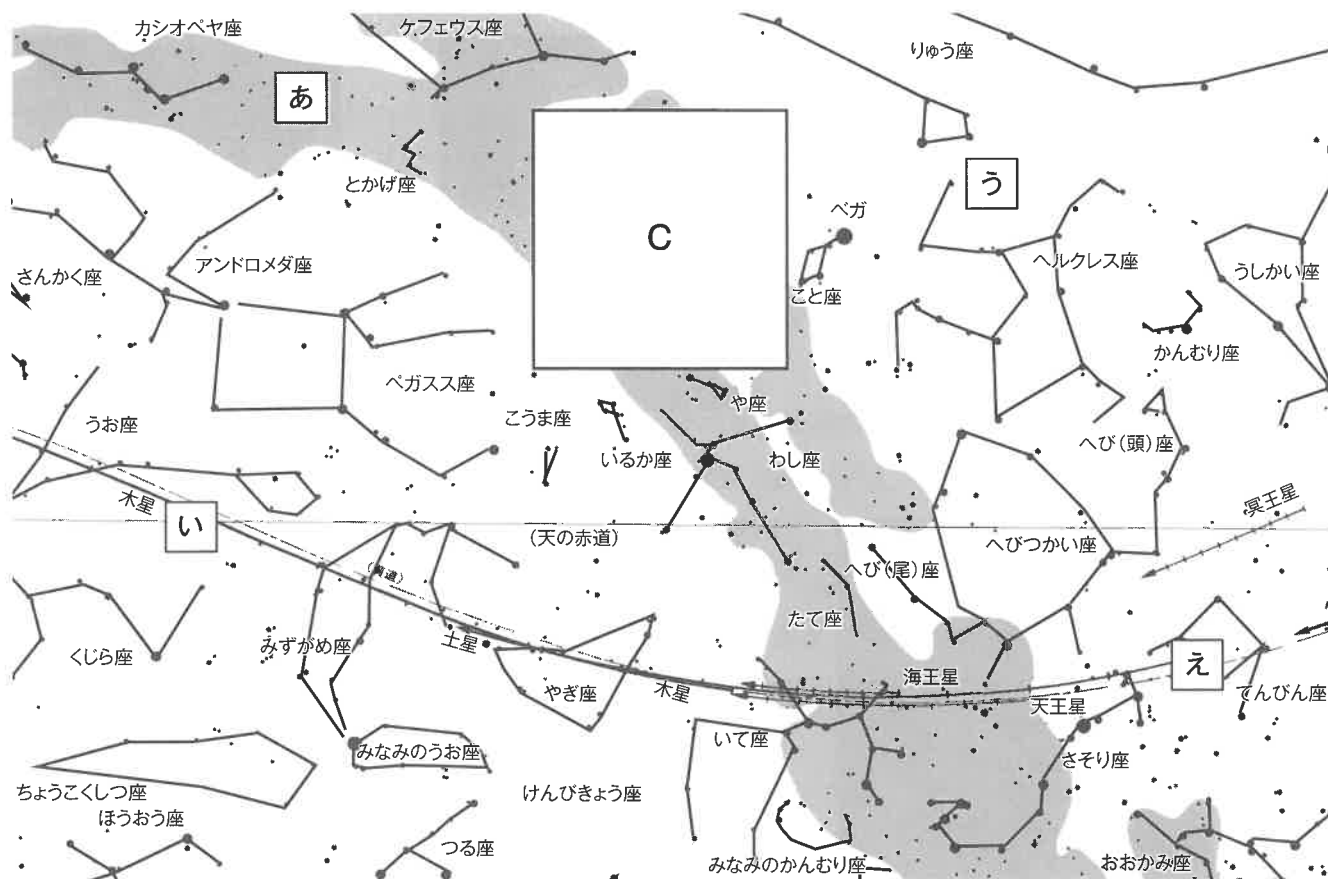 カシオペヤ座
ケフェウス座
りゅう座
あ
とかげ座
C
う
ベガ
さんかく座
アンドロメダ座
こと座
ヘルクレス座
うしかい座
かんむり座
ペガスス座
や座
うお座
こうま座
いるか座
わし座
へび(頭)座
木星
い
(天の赤道)
へびつかい座
冥王星
(黄道)
へび(尾)座
たて座
くじら座
みずがめ座
土星
やぎ座
木星
海王星
天王星
え
てんびん座
みなみのうお座
いて座
さそり座
ちょうこくしつ座
けんびきょう座
ほうおう座
つる座
みなみのかんむり座
おおかみ座